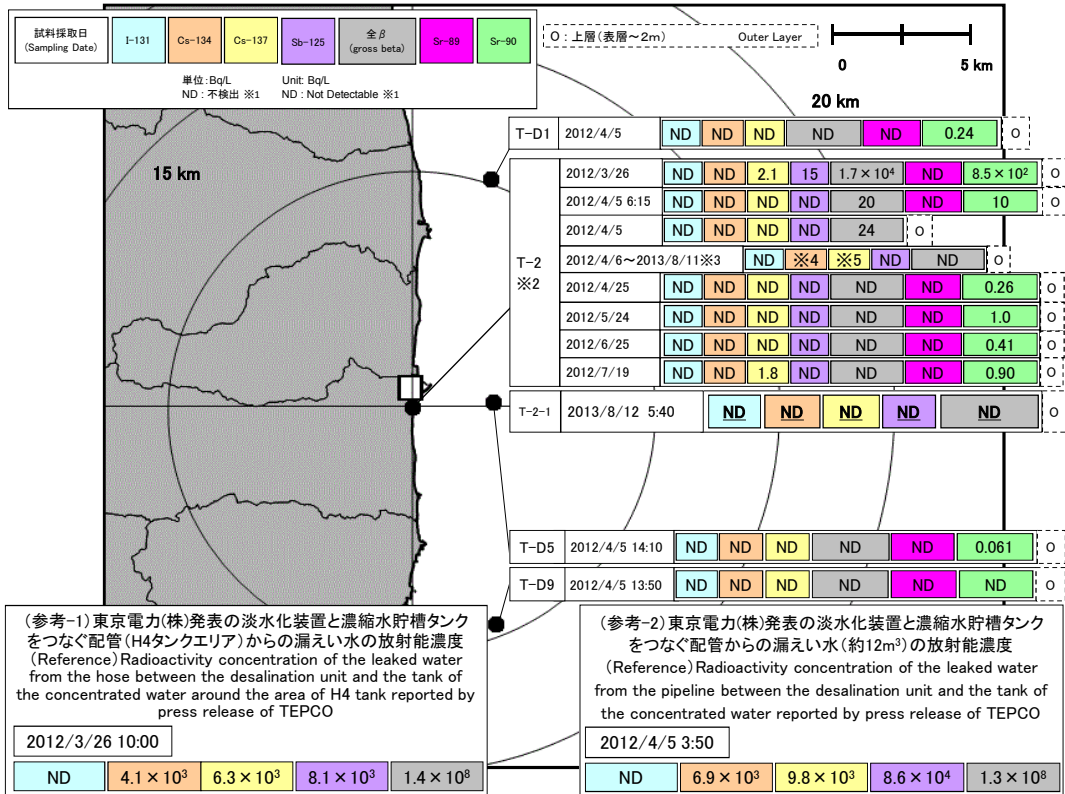 試料採取日
(Sampling Date)
I-131
Cs-134
Cs-137
Sb-125
全β
(gross beta)
Sr-89
Sr-90
単位:Bq/L
Unit: Bq/L
ND : 不検出 ※1
ND : Not Detectable ※1
O : 上層(表層~2m)
Outer Layer
0
5 km
20 km
15 km
T-D1 2012/4/5 ND ND ND ND ND 0.24 O
T-2
※2
2012/3/26 ND ND 2.1 15 1.7×10⁴ ND 8.5×10² O
2012/4/5 6:15 ND ND ND ND 20 ND 10 O
2012/4/5 ND ND ND ND 24 O
2012/4/6~2013/8/11※3 ND ※4 ※5 ND ND O
2012/4/25 ND ND ND ND ND ND 0.26 O
2012/5/24 ND ND ND ND ND ND 1.0 O
2012/6/25 ND ND ND ND ND ND 0.41 O
2012/7/19 ND ND 1.8 ND ND ND 0.90 O
T-2-1 2013/8/12 5:40 ND ND ND ND ND O
T-D5 2012/4/5 14:10 ND ND ND ND ND 0.061 O
T-D9 2012/4/5 13:50 ND ND ND ND ND ND O
(参考-1)東京電力(株)発表の淡水化装置と濃縮水貯槽タンク
をつなぐ配管(H4タンクエリア)からの漏えい水の放射能濃度
(Reference)Radioactivity concentration of the leaked water
from the hose between the desalination unit and the tank of
the concentrated water around the area of H4 tank reported by
press release of TEPCO
2012/3/26 10:00
ND 4.1×10³ 6.3×10³ 8.1×10³ 1.4×10⁸
(参考-2)東京電力(株)発表の淡水化装置と濃縮水貯槽タンク
をつなぐ配管からの漏えい水(約12m³)の放射能濃度
(Reference)Radioactivity concentration of the leaked water
from the pipeline between the desalination unit and the tank of
the concentrated water reported by press release of TEPCO
2012/4/5 3:50
ND 6.9×10³ 9.8×10³ 8.6×10⁴ 1.3×10⁸